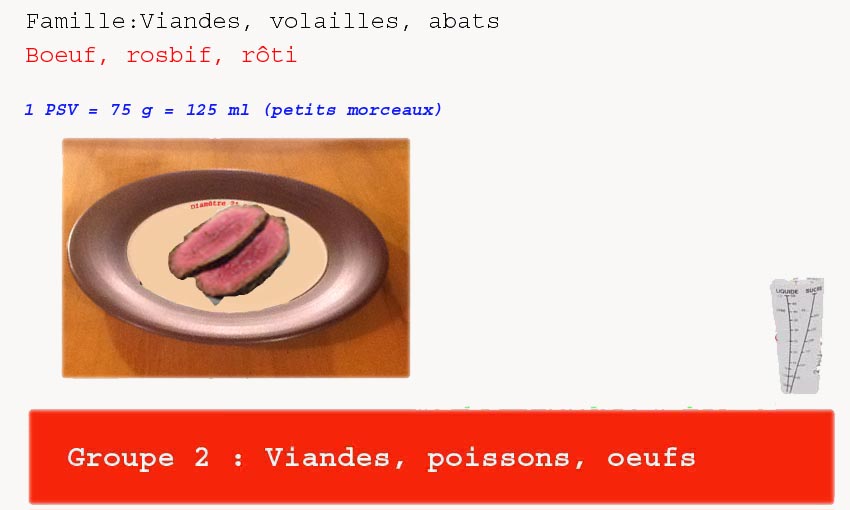 Famille:Viandes, volailles, abats
Boeuf, rosbif, rôti
1 PSV = 75 g = 125 ml (petits morceaux)
Diamètre
LIQUIDE SUCRE
Groupe 2 : Viandes, poissons, oeufs